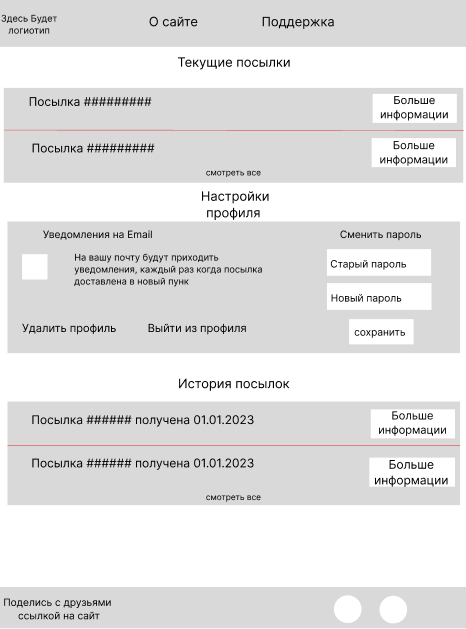 Здесь Будет
логиотип
О сайте
Поддержка
Текущие посылки
Посылка #########
Больше
информации
Посылка #########
Больше
информации
смотреть все
Настройки
профиля
Уведомления на Email
Сменить пароль
На вашу почту будут приходить
уведомления, каждый раз когда посылка
доставлена в новый пунк
Старый пароль
Новый пароль
Удалить профиль
Выйти из профиля
сохранить
История посылок
Посылка ###### получена 01.01.2023
Больше
информации
Посылка ###### получена 01.01.2023
Больше
информации
смотреть все
Поделись с друзьями
ссылкой на сайт